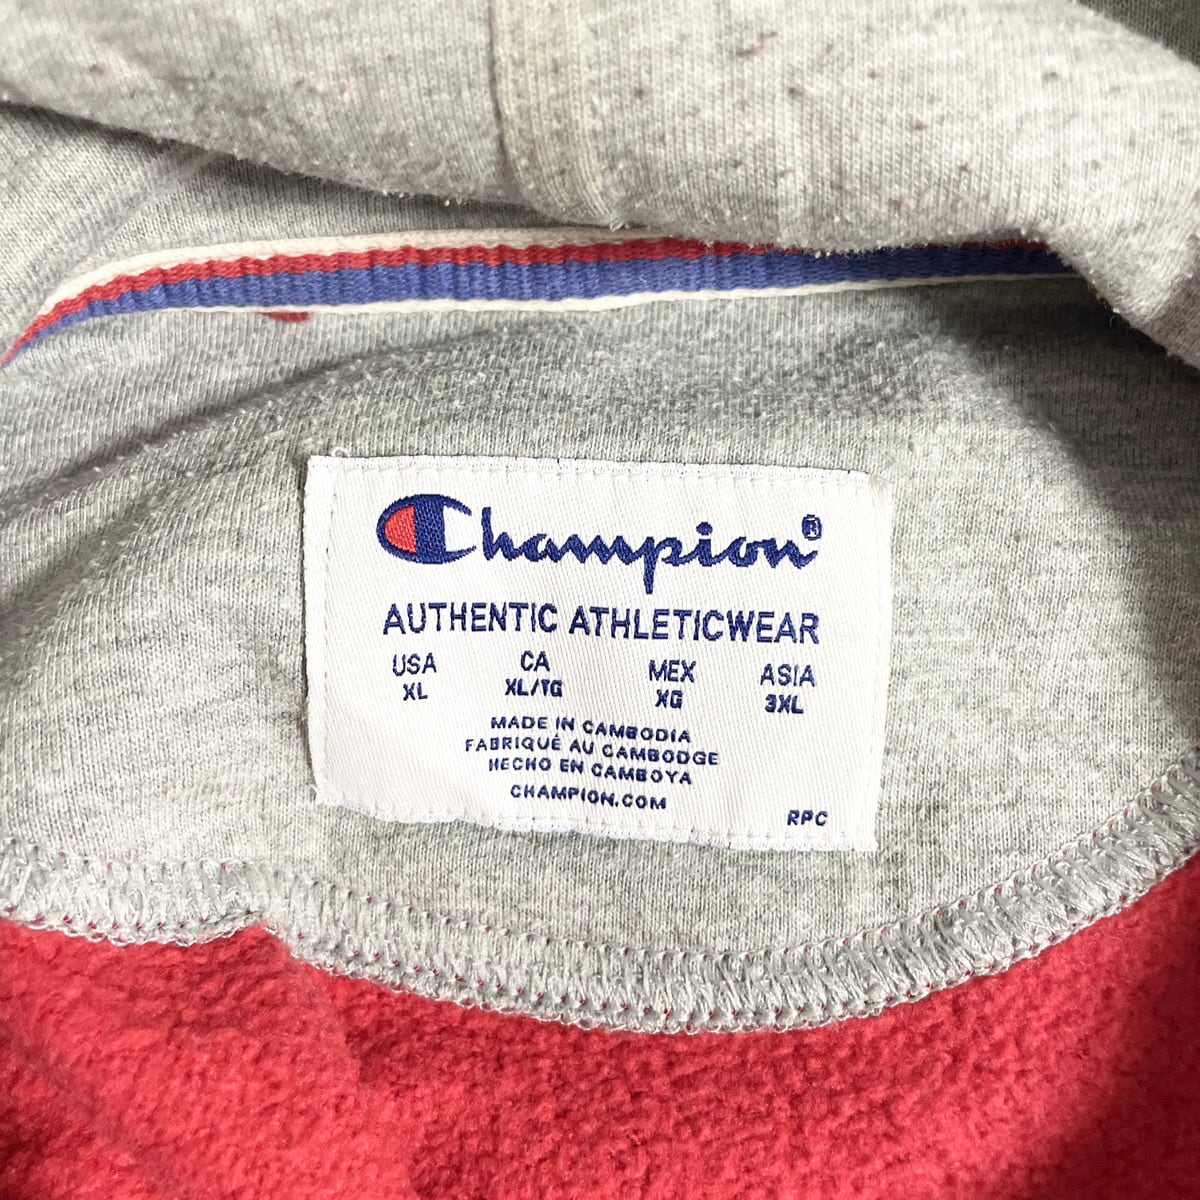 Champion®
AUTHENTIC ATHLETICWEAR
USA CA MEX ASIA
XL XL/TG XG 3XL
MADE IN CAMBODIA
FABRIQUÉ AU CAMBODGE
HECHO EN CAMBOYA
CHAMPION.COM
RPC